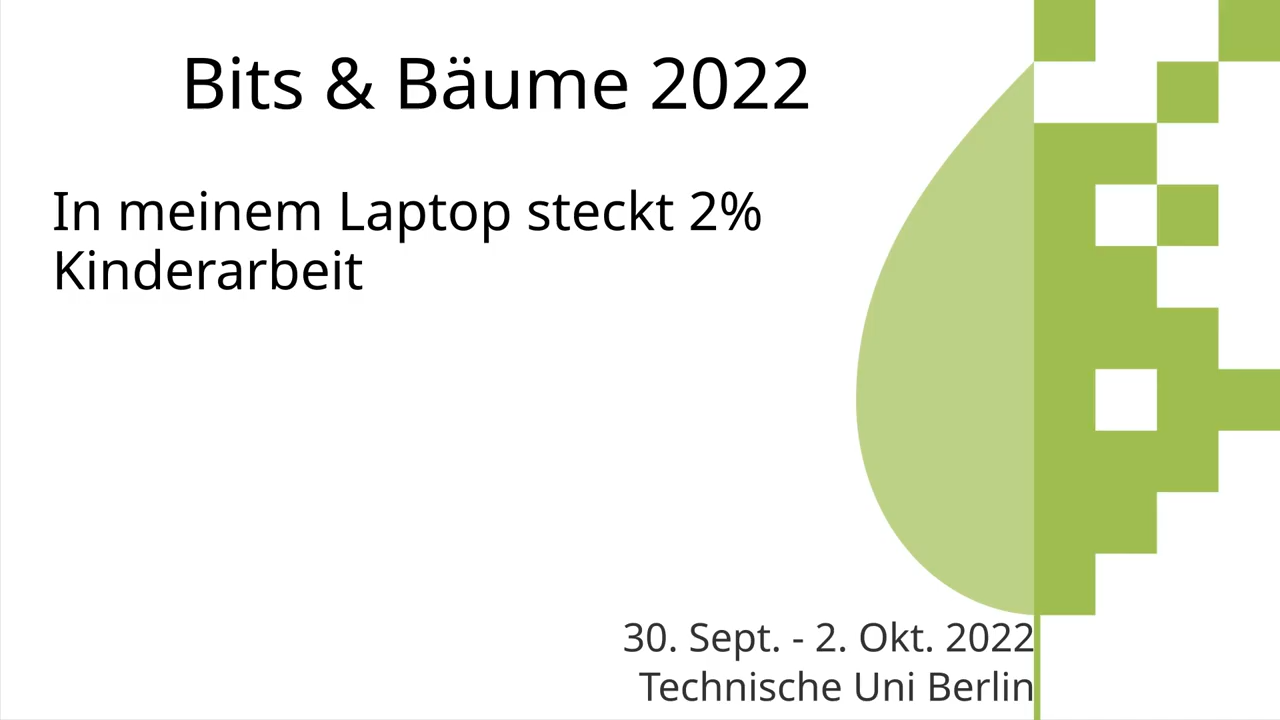 Bits & Bäume 2022
In meinem Laptop steckt 2%
Kinderarbeit
30. Sept. - 2. Okt. 2022
Technische Uni Berlin